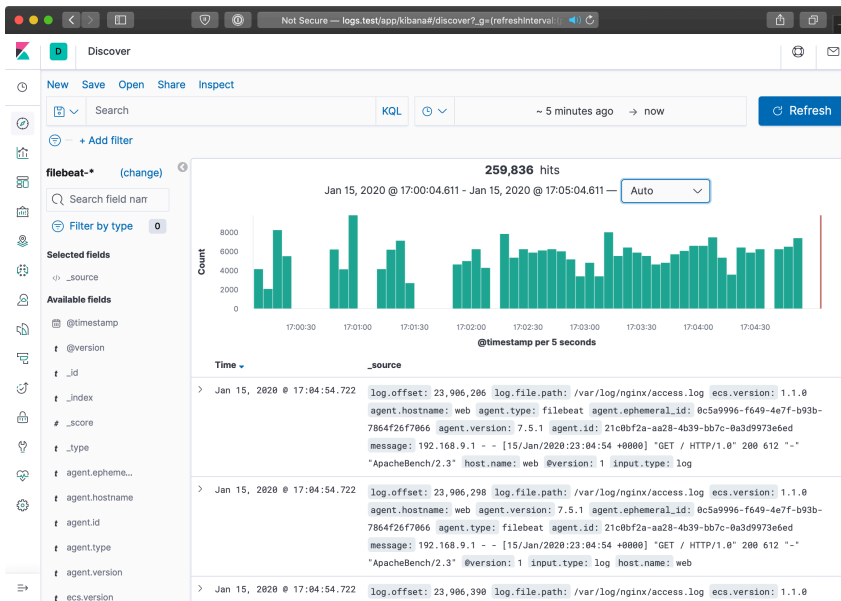 Not Secure — logs.test/app/kibana#/discover?_g=(refreshInterval:(
D Discover
New Save Open Share Inspect
Search KQL ~ 5 minutes ago → now Refresh
+ Add filter
filebeat-* (change)
Search field nam
Filter by type 0
Selected fields
</> _source
Available fields
@timestamp
t @version
t _id
t _index
# _score
t _type
t agent.epheme...
t agent.hostname
t agent.id
t agent.type
t agent.version
t ecs.version
259,836 hits
Jan 15, 2020 @ 17:00:04.611 - Jan 15, 2020 @ 17:05:04.611 — Auto
Count
8000
6000
4000
2000
0
17:00:30 17:01:00 17:01:30 17:02:00 17:02:30 17:03:00 17:03:30 17:04:00 17:04:30
@timestamp per 5 seconds
Time _source
Jan 15, 2020 @ 17:04:54.722 log.offset: 23,906,206 log.file.path: /var/log/nginx/access.log ecs.version: 1.1.0
agent.hostname: web agent.type: filebeat agent.ephemeral_id: 0c5a9996-f649-4e7f-b93b-
7864f26f7066 agent.version: 7.5.1 agent.id: 21c0bf2a-aa28-4b39-bb7c-0a3d9973e6ed
message: 192.168.9.1 - - [15/Jan/2020:23:04:54 +0000] "GET / HTTP/1.0" 200 612 "-"
"ApacheBench/2.3" host.name: web @version: 1 input.type: log
Jan 15, 2020 @ 17:04:54.722 log.offset: 23,906,298 log.file.path: /var/log/nginx/access.log ecs.version: 1.1.0
agent.hostname: web agent.version: 7.5.1 agent.ephemeral_id: 0c5a9996-f649-4e7f-b93b-
7864f26f7066 agent.type: filebeat agent.id: 21c0bf2a-aa28-4b39-bb7c-0a3d9973e6ed
message: 192.168.9.1 - - [15/Jan/2020:23:04:54 +0000] "GET / HTTP/1.0" 200 612 "-"
"ApacheBench/2.3" @version: 1 input.type: log host.name: web
Jan 15, 2020 @ 17:04:54.722 log.offset: 23,906,390 log.file.path: /var/log/nginx/access.log ecs.version: 1.1.0